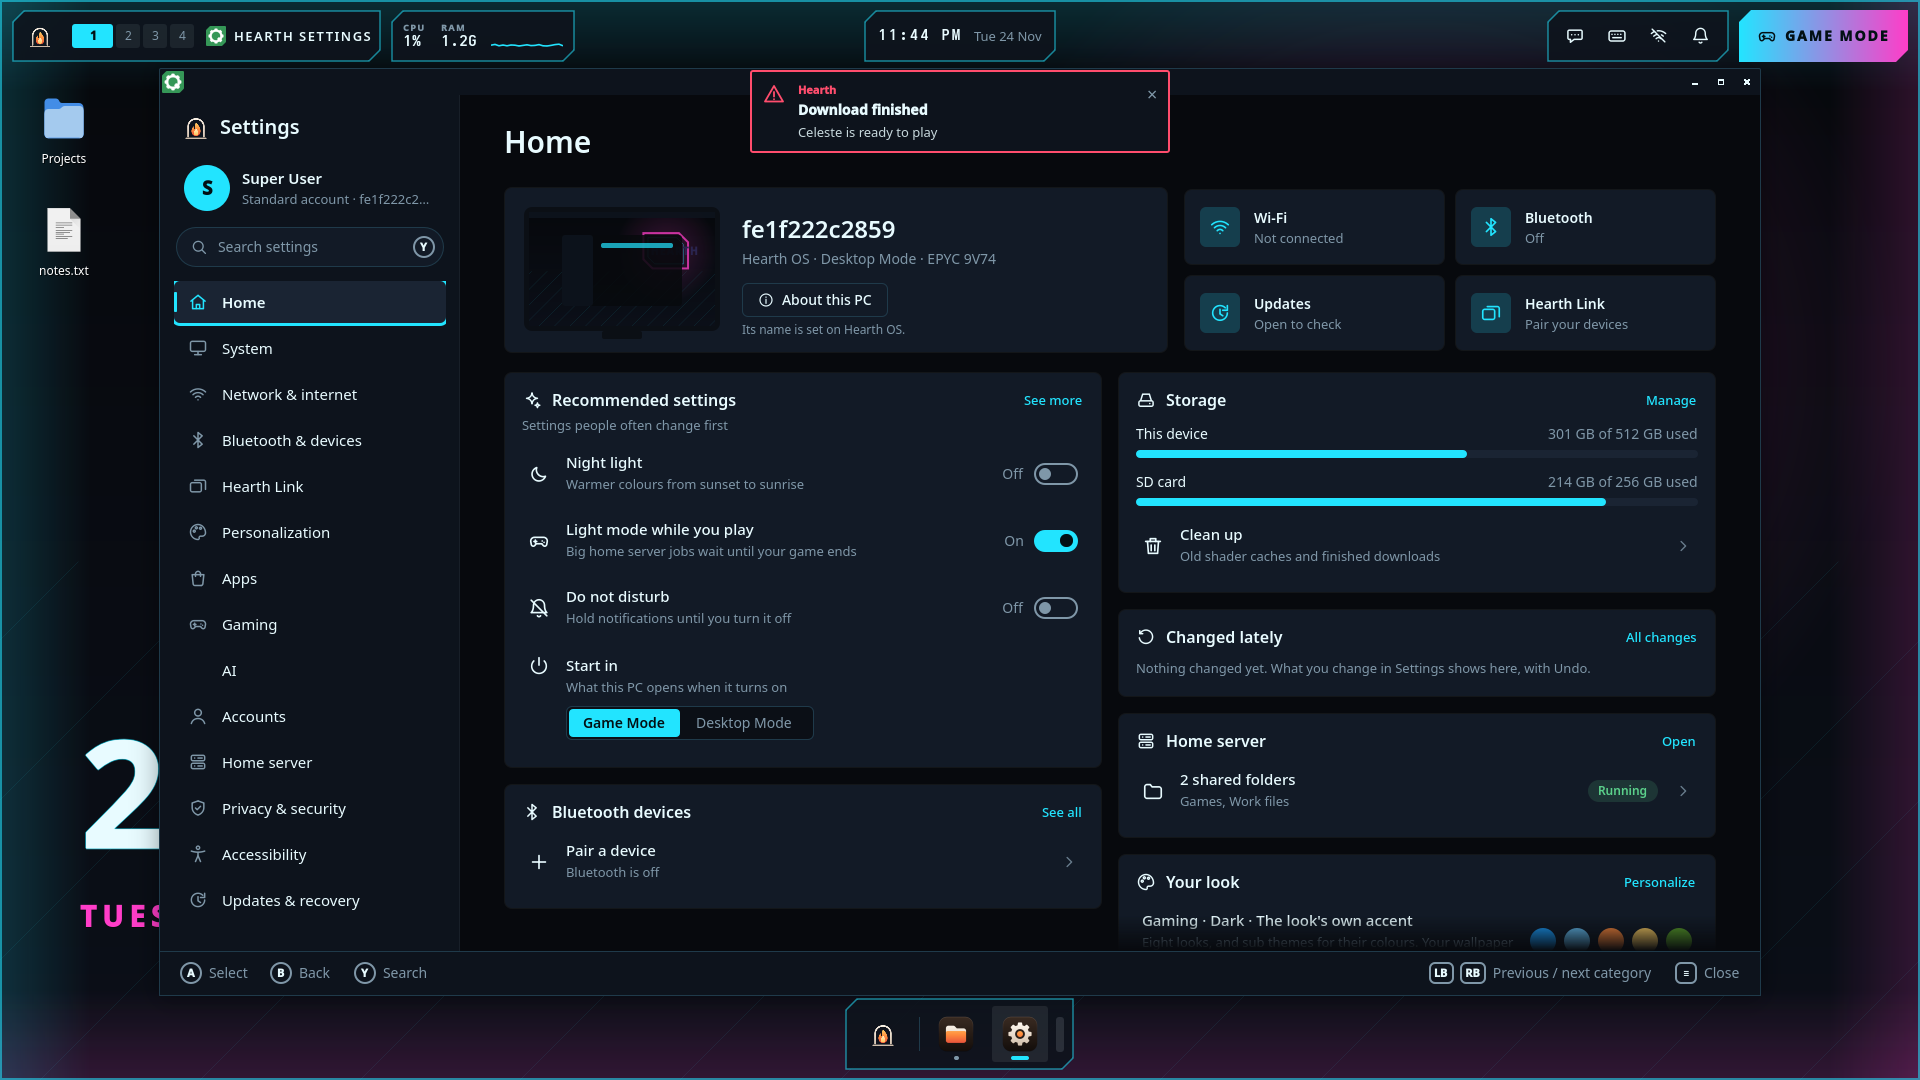 1 2 3 4 HEARTH SETTINGS
CPU 1%
RAM 1.2G
11:44 PM Tue 24 Nov
GAME MODE
Projects
notes.txt
2
TUES
Hearth
Download finished
Celeste is ready to play
Settings
S
Super User
Standard account · fe1f222c2...
Search settings Y
Home
System
Network & internet
Bluetooth & devices
Hearth Link
Personalization
Apps
Gaming
AI
Accounts
Home server
Privacy & security
Accessibility
Updates & recovery
Home
fe1f222c2859
Hearth OS · Desktop Mode · EPYC 9V74
About this PC
Its name is set on Hearth OS.
Wi-Fi
Not connected
Bluetooth
Off
Updates
Open to check
Hearth Link
Pair your devices
Recommended settings See more
Settings people often change first
Night light
Warmer colours from sunset to sunrise
Off
Light mode while you play
Big home server jobs wait until your game ends
On
Do not disturb
Hold notifications until you turn it off
Off
Start in
What this PC opens when it turns on
Game Mode Desktop Mode
Bluetooth devices See all
Pair a device
Bluetooth is off
Storage Manage
This device 301 GB of 512 GB used
SD card 214 GB of 256 GB used
Clean up
Old shader caches and finished downloads
Changed lately All changes
Nothing changed yet. What you change in Settings shows here, with Undo.
Home server Open
2 shared folders
Games, Work files
Running
Your look Personalize
Gaming · Dark · The look's own accent
Eight looks, and sub themes for their colours. Your wallpaper
A Select B Back Y Search
LB RB Previous / next category Close